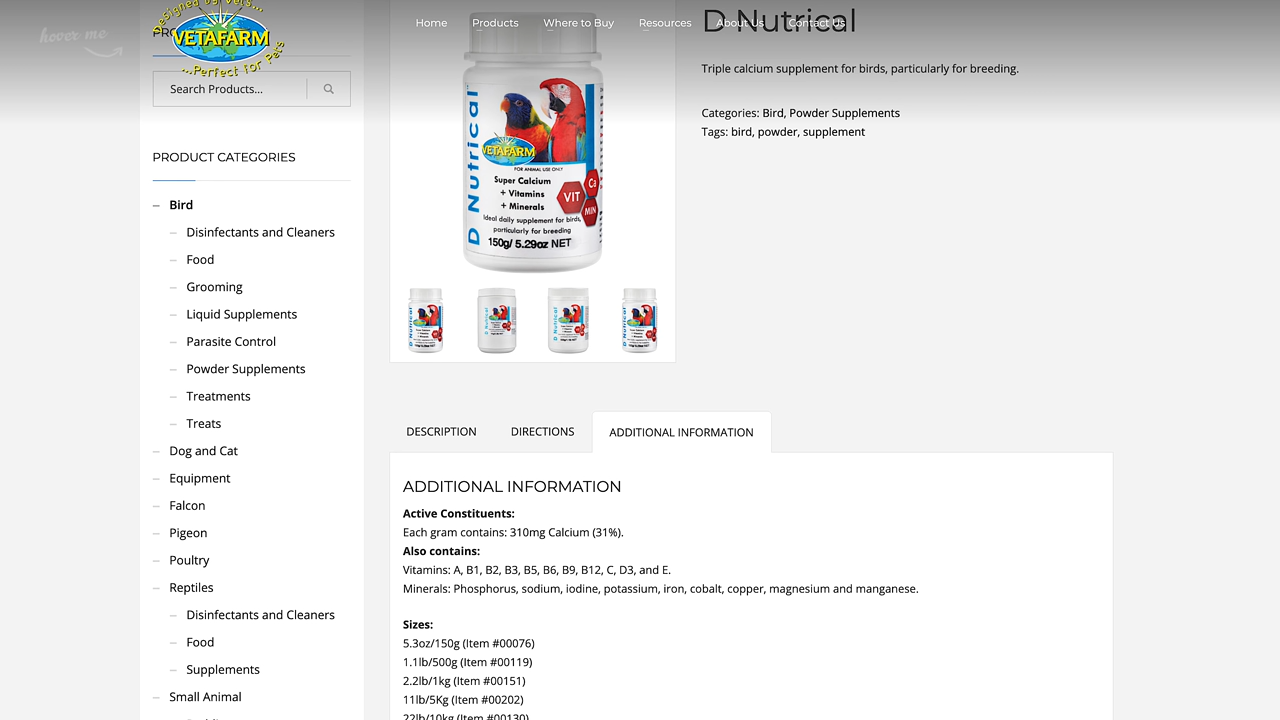 hover me
Designed by Vets...
VETAFARM
...Perfect for Pets
Home
Products
Where to Buy
Resources
About Us
Contact Us
Search Products...
PRODUCT CATEGORIES
Bird
Disinfectants and Cleaners
Food
Grooming
Liquid Supplements
Parasite Control
Powder Supplements
Treatments
Treats
Dog and Cat
Equipment
Falcon
Pigeon
Poultry
Reptiles
Disinfectants and Cleaners
Food
Supplements
Small Animal
D Nutrical
VETAFARM
FOR ANIMAL USE ONLY
Super Calcium
+ Vitamins
+ Minerals
VIT
Ca
MIN
Ideal daily supplement for birds,
particularly for breeding
150g/ 5.29oz NET
D Nutrical
Triple calcium supplement for birds, particularly for breeding.
Categories: Bird, Powder Supplements
Tags: bird, powder, supplement
DESCRIPTION
DIRECTIONS
ADDITIONAL INFORMATION
ADDITIONAL INFORMATION
Active Constituents:
Each gram contains: 310mg Calcium (31%).
Also contains:
Vitamins: A, B1, B2, B3, B5, B6, B9, B12, C, D3, and E.
Minerals: Phosphorus, sodium, iodine, potassium, iron, cobalt, copper, magnesium and manganese.
Sizes:
5.3oz/150g (Item #00076)
1.1lb/500g (Item #00119)
2.2lb/1kg (Item #00151)
11lb/5Kg (Item #00202)
22lb/10kg (Item #00130)